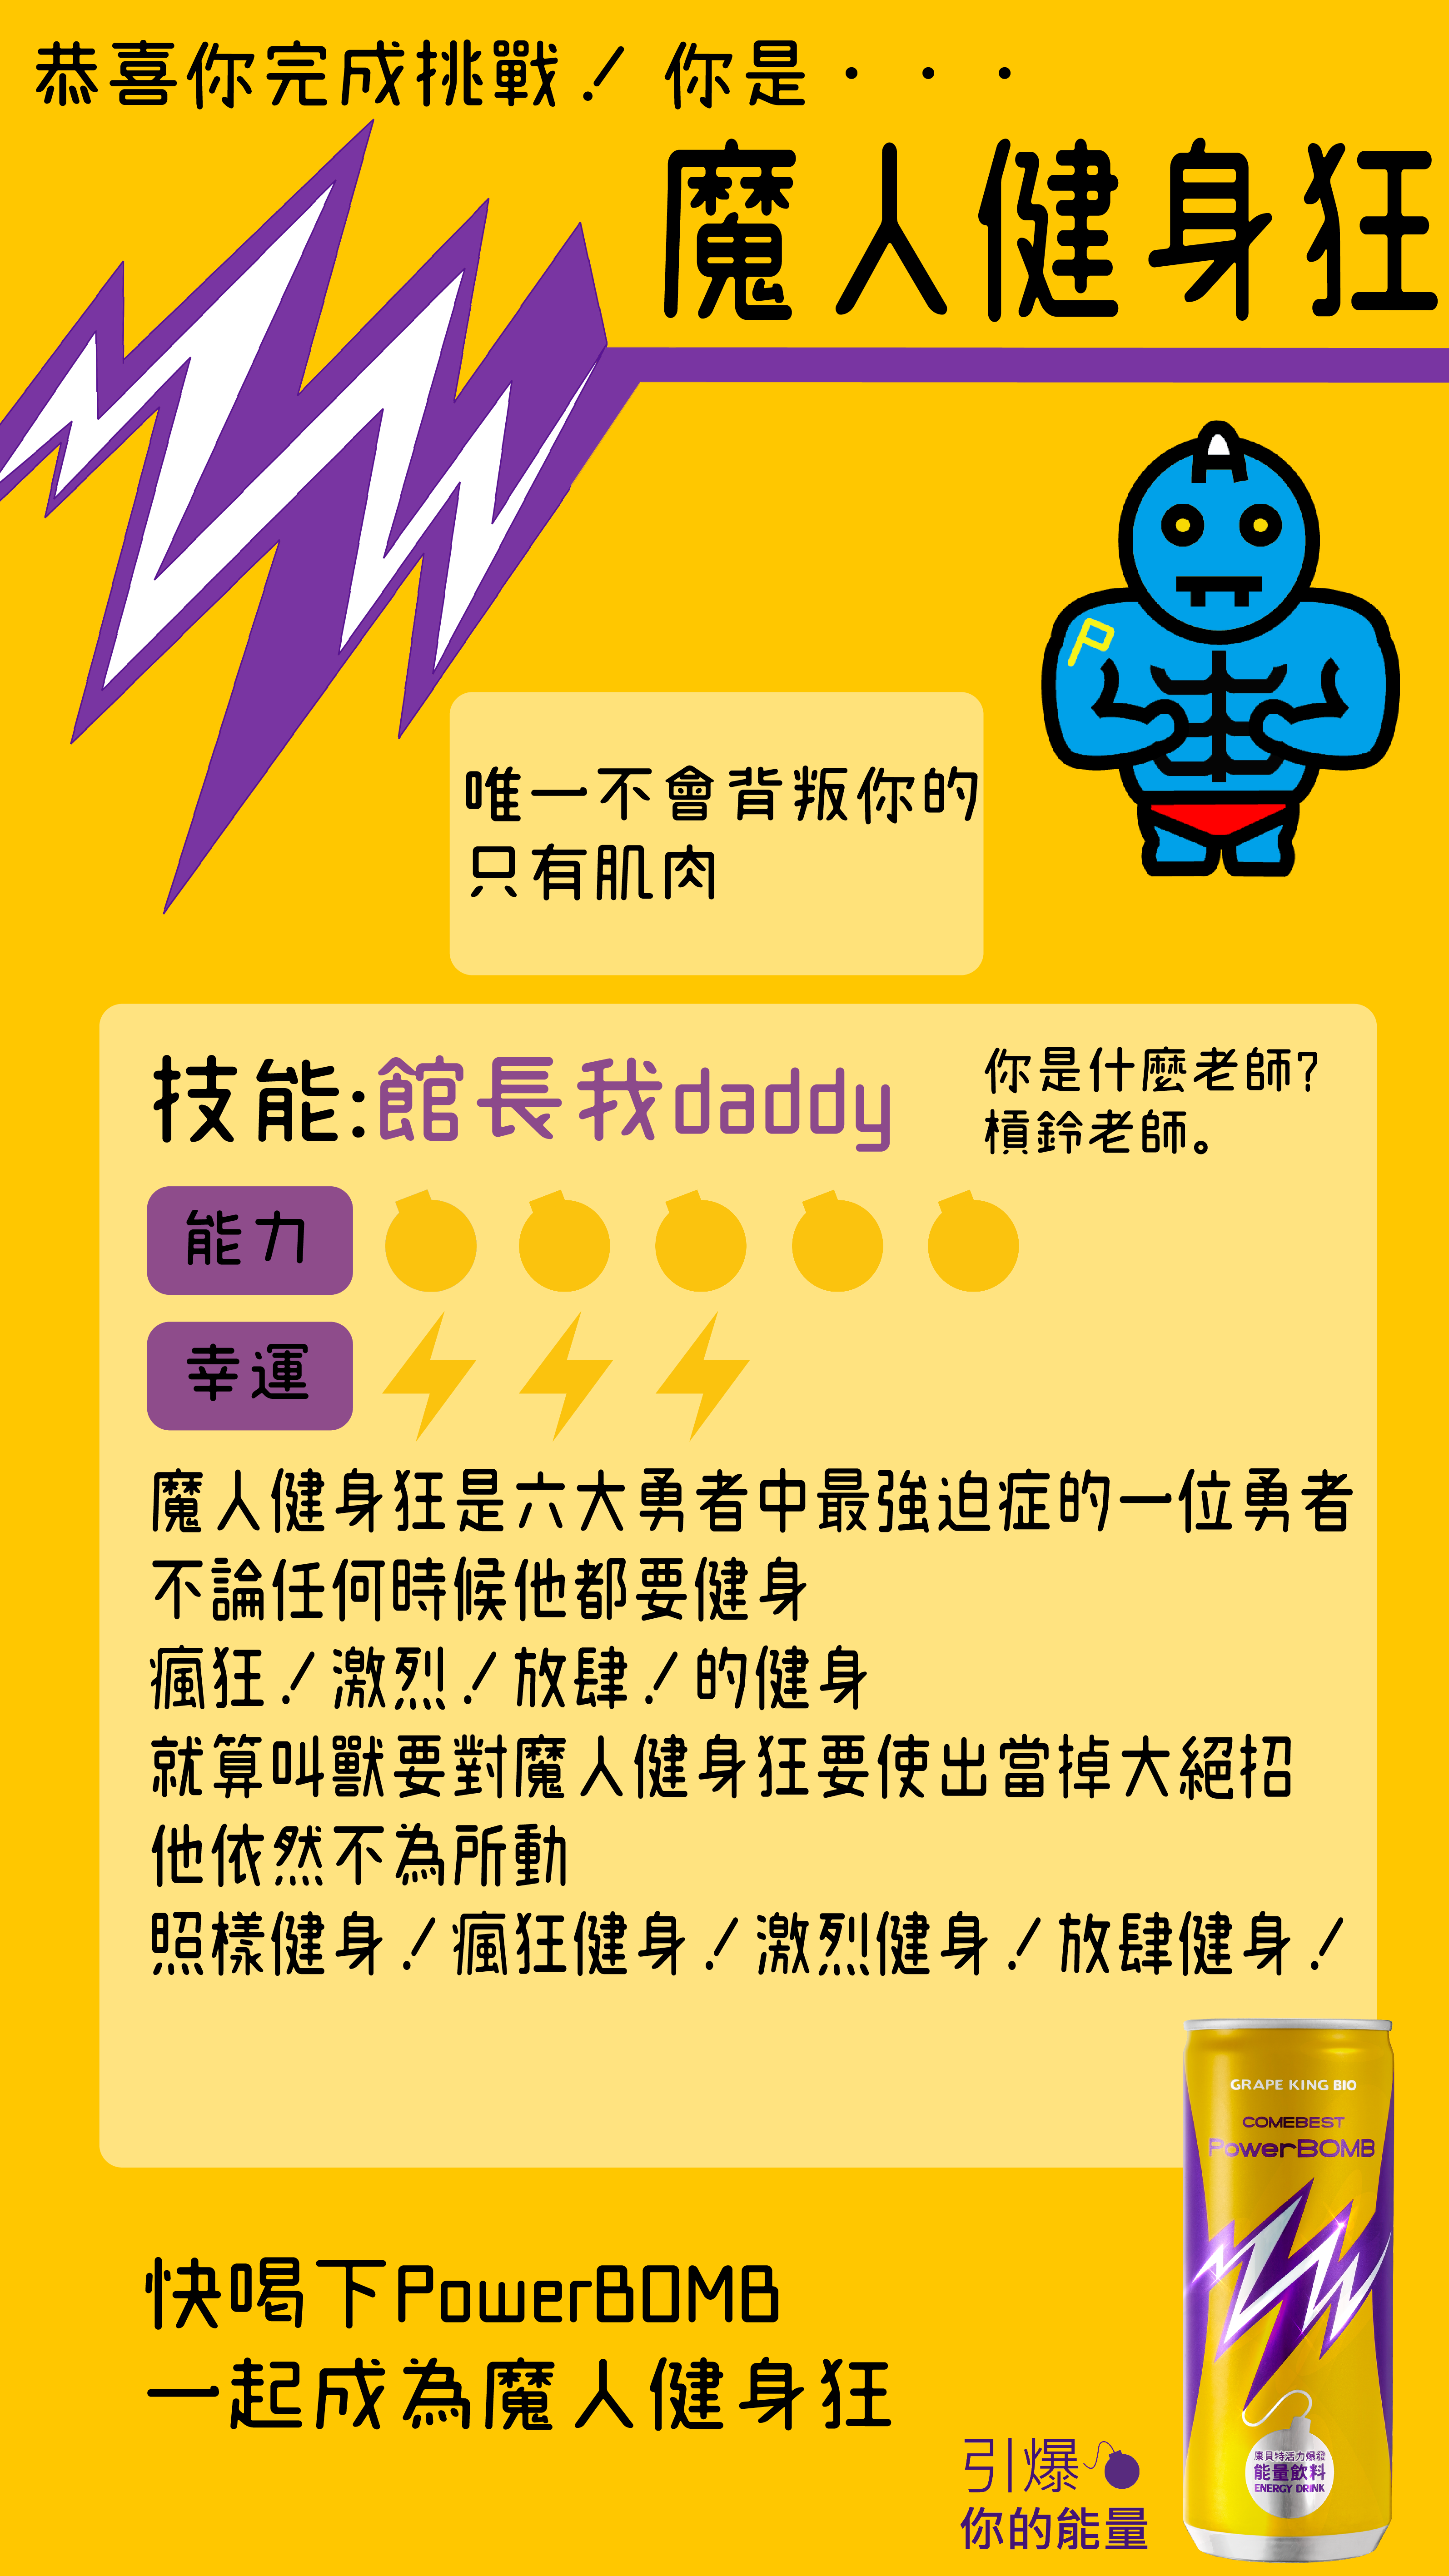 恭喜你完成挑戰！你是・・・
魔人健身狂
P
唯一不會背叛你的
只有肌肉
技能:館長我daddy
你是什麼老師?
槓鈴老師。
能力
幸運
魔人健身狂是六大勇者中最強迫症的一位勇者
不論任何時候他都要健身
瘋狂！激烈！放肆！的健身
就算叫獸要對魔人健身狂要使出當掉大絕招
他依然不為所動
照樣健身！瘋狂健身！激烈健身！放肆健身！
GRAPE KING BIO
COMEBEST
PowerBOMB
快喝下PowerBOMB
一起成為魔人健身狂
引爆
你的能量
康貝特活力爆發
能量飲料
ENERGY DRINK